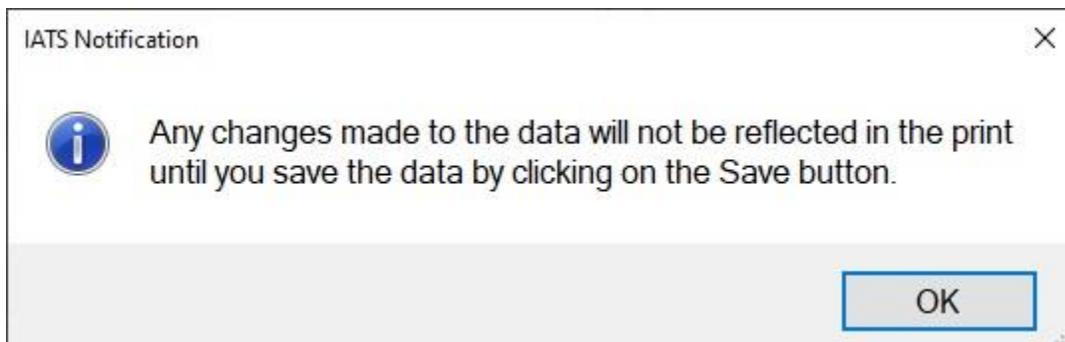 IATS Notification
Any changes made to the data will not be reflected in the print
until you save the data by clicking on the Save button.
OK